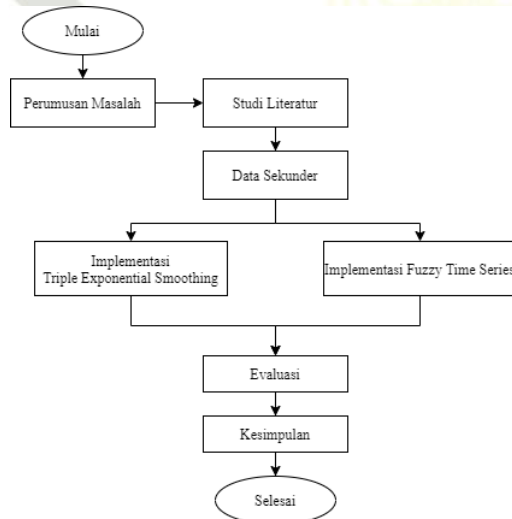 Mulai
Perumusan Masalah
Studi Literatur
Data Sekunder
Implementasi
Triple Exponential Smoothing
Implementasi Fuzzy Time Series
Evaluasi
Kesimpulan
Selesai